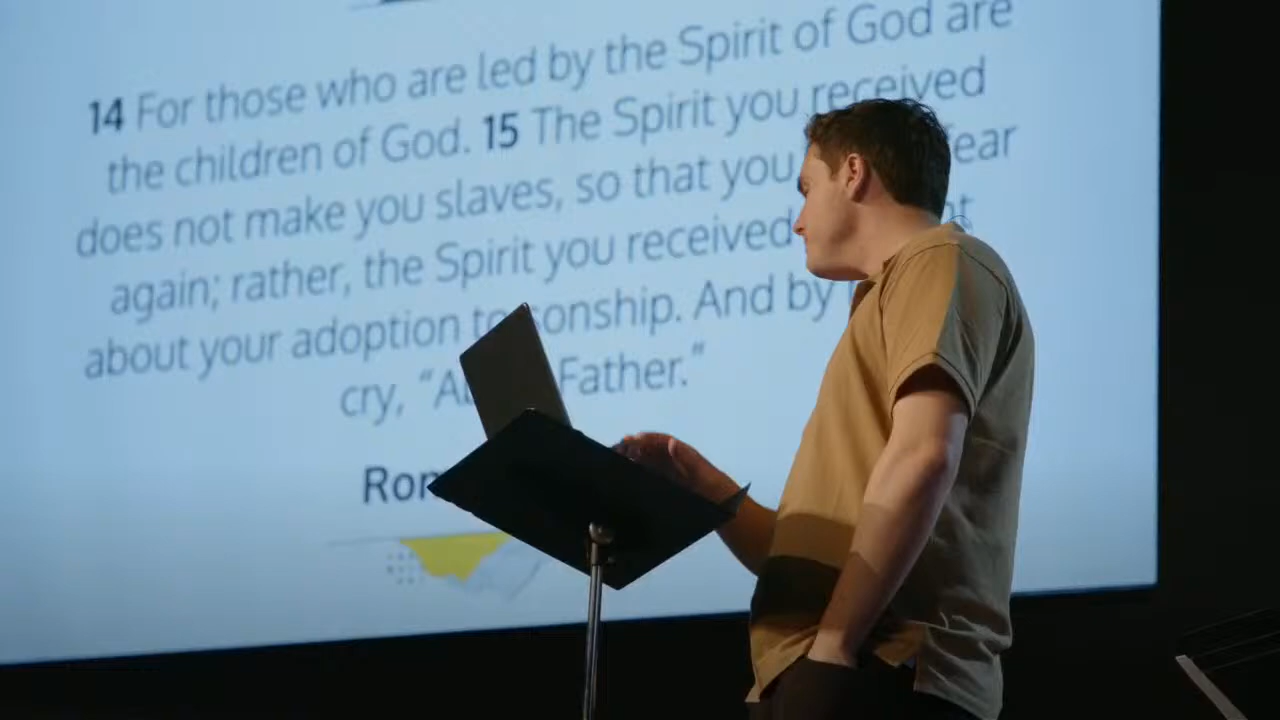 14 For those who are led by the Spirit of God are
the children of God. 15 The Spirit you received
does not make you slaves, so that you fear
again; rather, the Spirit you received
about your adoption to sonship. And by
cry, “ Father.”